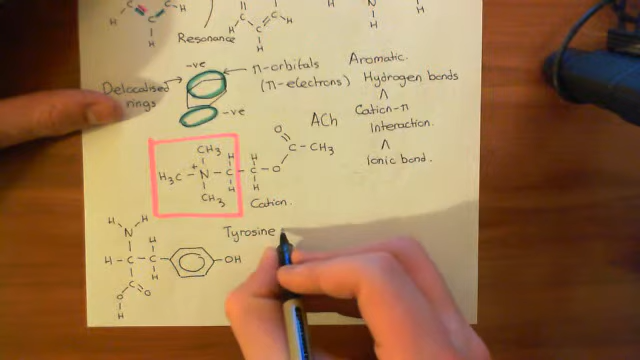 Resonance
-ve
Delocalised rings
-ve
π-orbitals
(π-electrons)
Aromatic.
Hydrogen bonds
Λ
Cation-π
Interaction.
Λ
Ionic bond.
ACh
O
C - CH3
CH3 H H
H3C - N+ - C - C - O
CH3 H H
Cation.
Tyrosine
H H
N H
H - C - C - OH
C H
O O
H